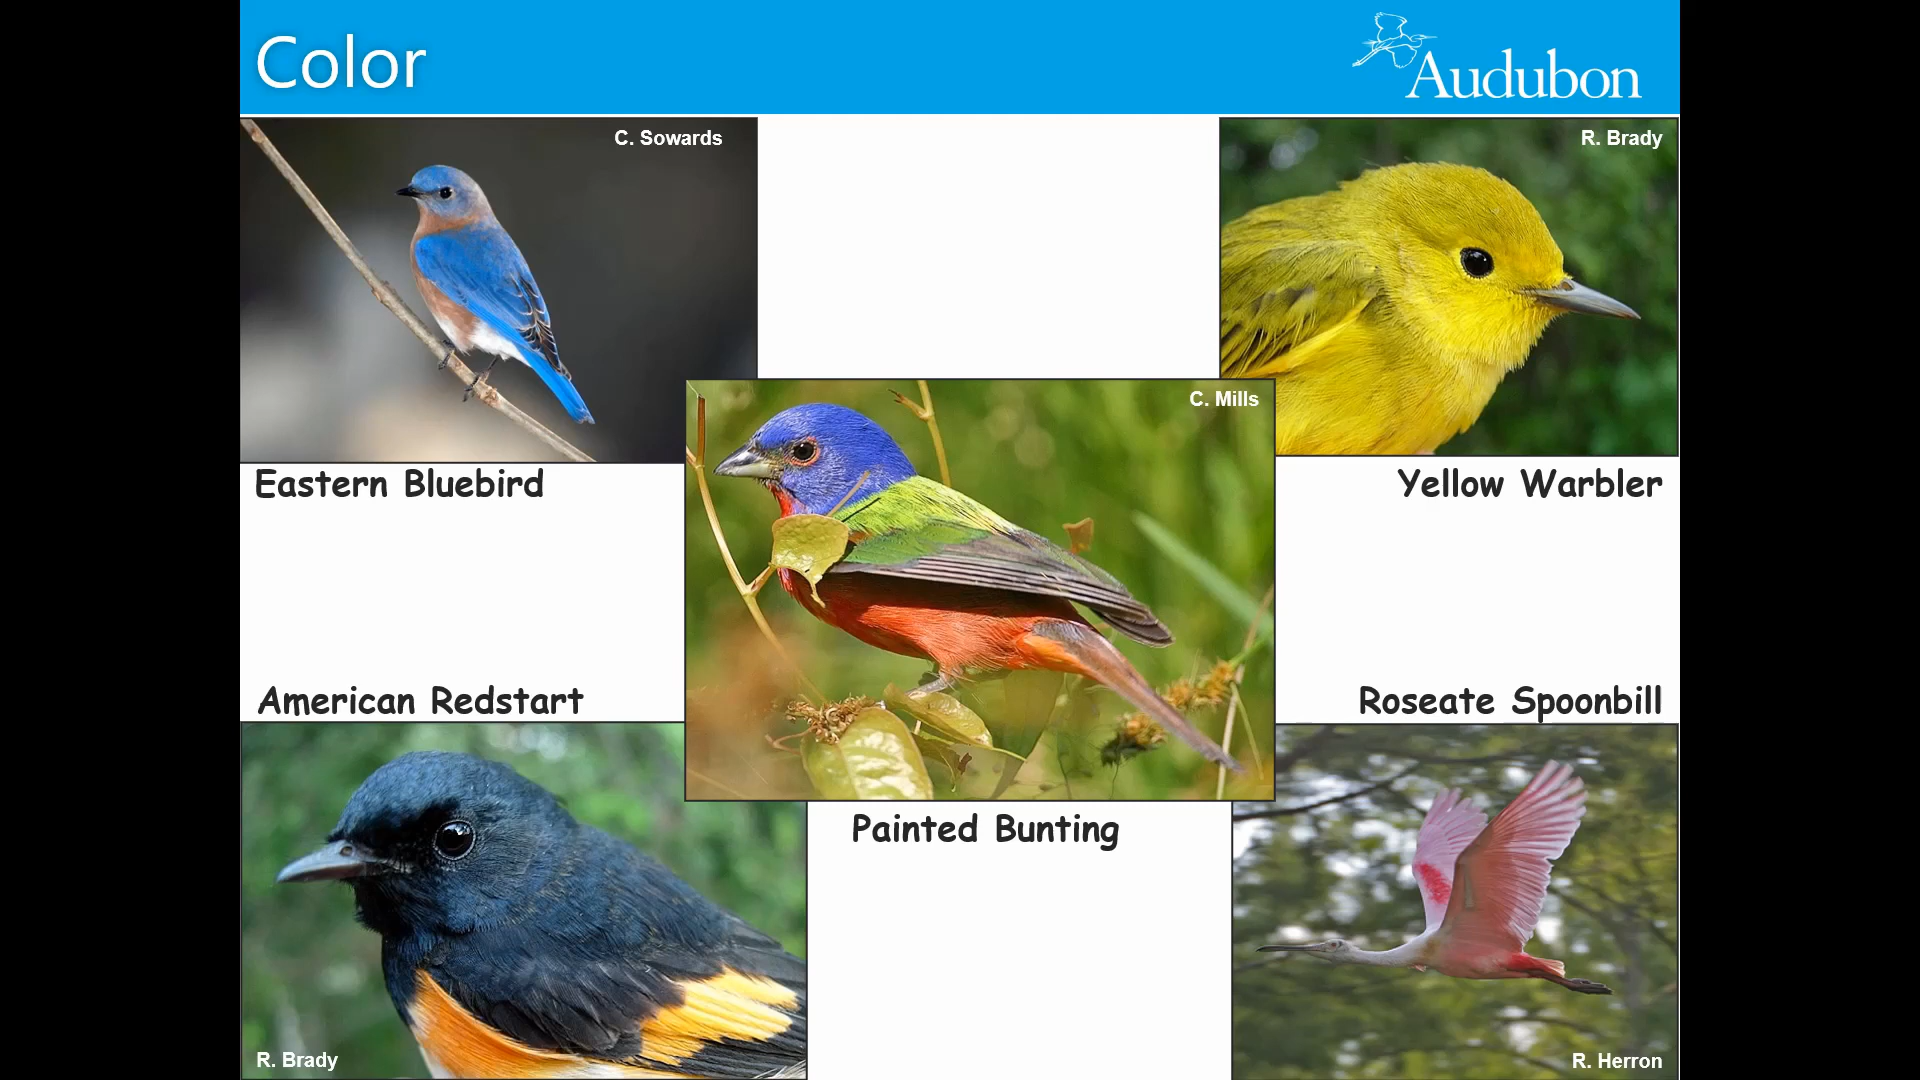 Color
Audubon
C. Sowards
R. Brady
C. Mills
Eastern Bluebird
Yellow Warbler
American Redstart
Roseate Spoonbill
Painted Bunting
R. Brady
R. Herron